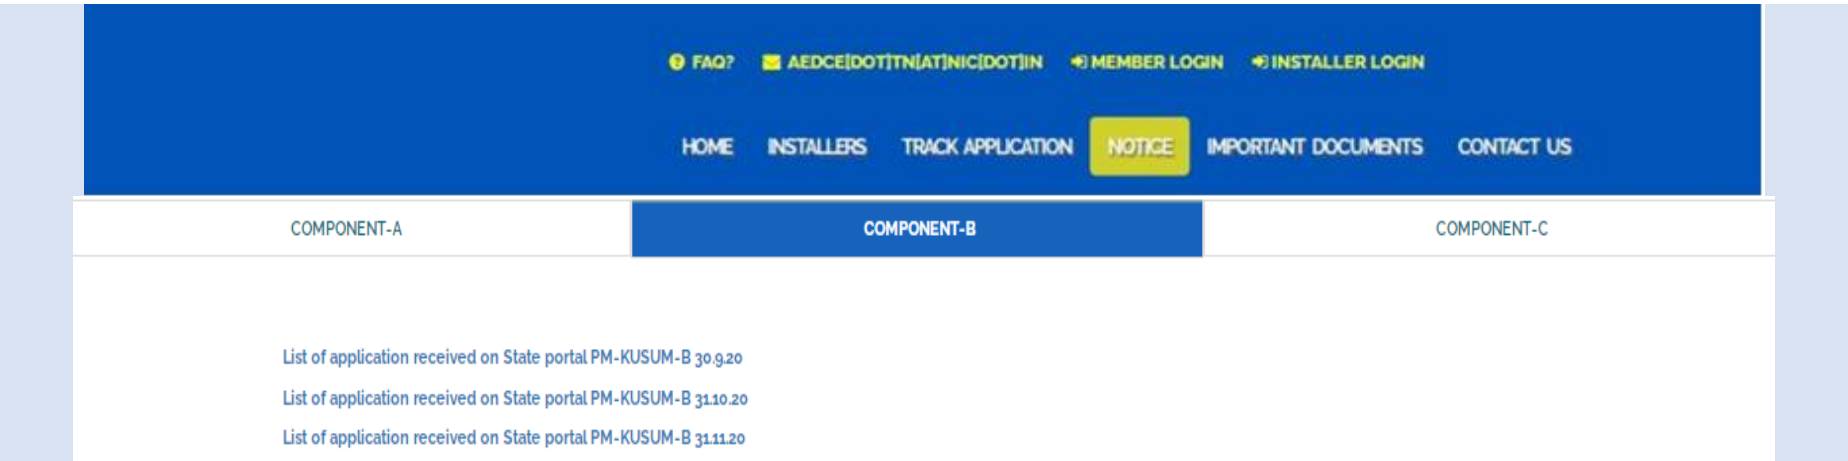 FAQ? AEDCE[DOT]TN[AT]NIC[DOT]IN MEMBER LOGIN INSTALLER LOGIN
HOME INSTALLERS TRACK APPLICATION NOTICE IMPORTANT DOCUMENTS CONTACT US
COMPONENT-A COMPONENT-B COMPONENT-C
List of application received on State portal PM-KUSUM-B 30.9.20
List of application received on State portal PM-KUSUM-B 31.10.20
List of application received on State portal PM-KUSUM-B 31.11.20